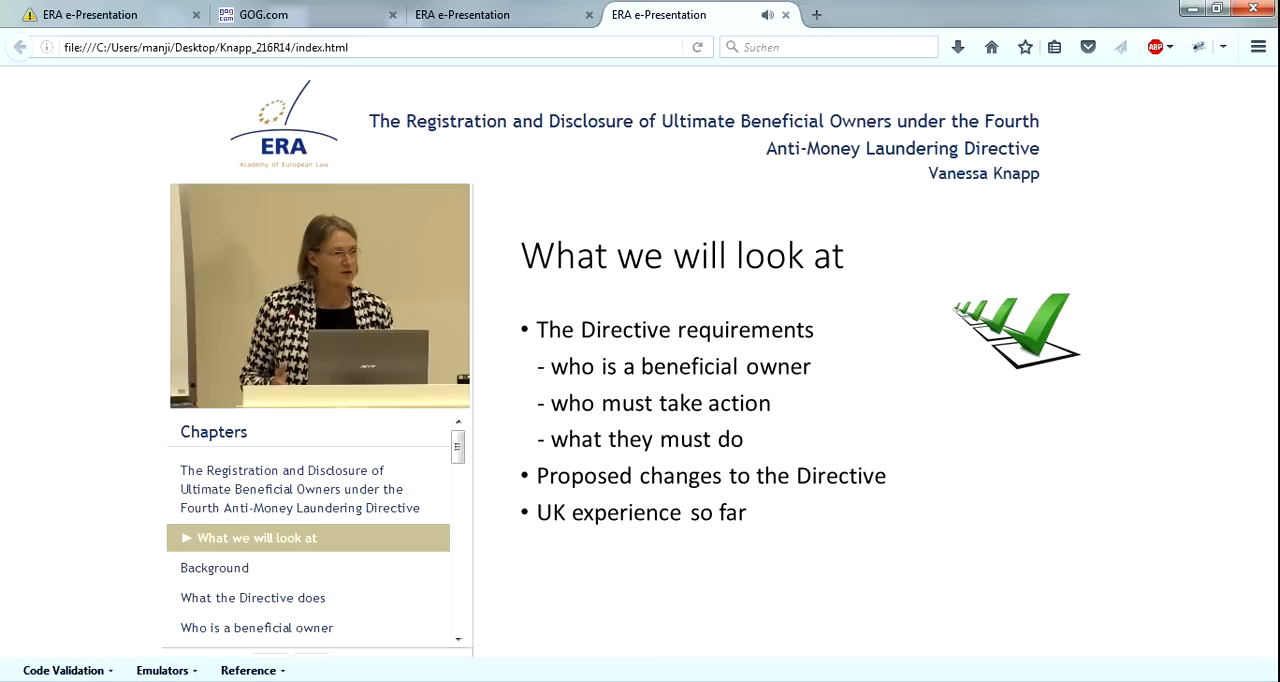 ERA e-Presentation
GOG.com
ERA e-Presentation
ERA e-Presentation
file:///C:/Users/manji/Desktop/Knapp_216R14/index.html
Suchen
ABP
ERA
Academy of European Law
The Registration and Disclosure of Ultimate Beneficial Owners under the Fourth
Anti-Money Laundering Directive
Vanessa Knapp
What we will look at
• The Directive requirements
- who is a beneficial owner
- who must take action
- what they must do
• Proposed changes to the Directive
• UK experience so far
acer
Chapters
The Registration and Disclosure of
Ultimate Beneficial Owners under the
Fourth Anti-Money Laundering Directive
► What we will look at
Background
What the Directive does
Who is a beneficial owner
Code Validation
Emulators
Reference